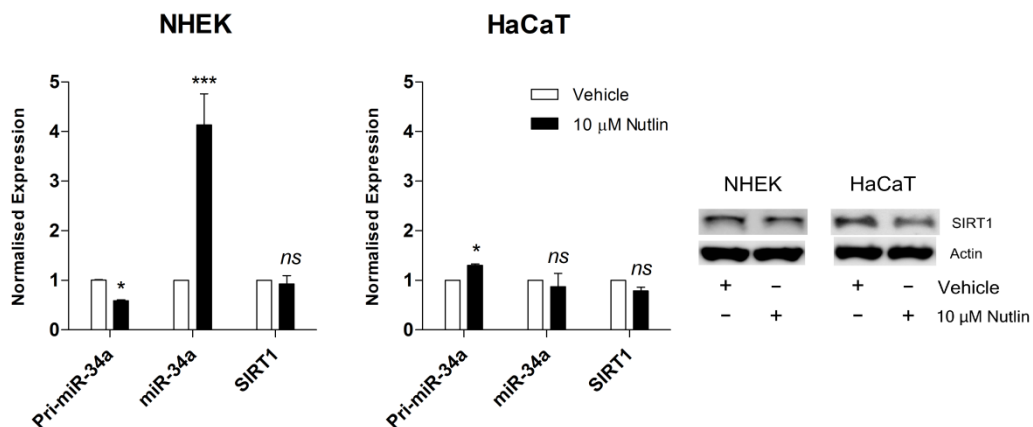 NHEK
Normalised Expression
5
4
3
2
1
0
***
*
ns
Pri-miR-34a
miR-34a
SIRT1
HaCaT
Normalised Expression
5
4
3
2
1
0
Vehicle
10 μM Nutlin
*
ns
ns
Pri-miR-34a
miR-34a
SIRT1
NHEK HaCaT
SIRT1
Actin
+ – + – Vehicle
– + – + 10 μM Nutlin